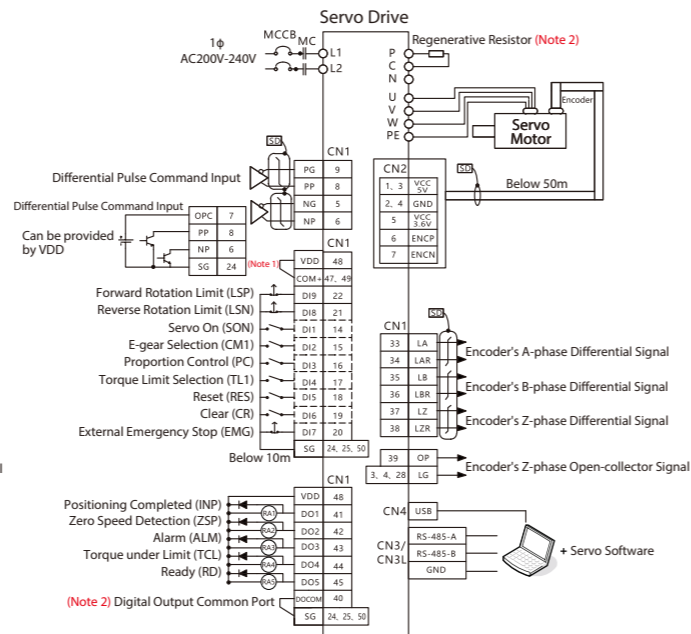 Servo Drive
MCCB
MC
1ϕ
AC200V-240V
L1
L2
P
C
N
U
V
W
PE
Regenerative Resistor (Note 2)
Encoder
Servo
Motor
SD
CN1
PG 9
PP 8
NG 5
NP 6
Differential Pulse Command Input
Differential Pulse Command Input
Can be provided
by VDD
OPC 7
PP 8
NP 6
SG 24
CN2
1、3 VCC 5V
2、4 GND
5 VCC 3.6V
6 ENCP
7 ENCN
SD
Below 50m
CN1
(Note 1)
VDD 48
COM+ 47、49
Forward Rotation Limit (LSP) DI9 22
Reverse Rotation Limit (LSN) DI8 21
Servo On (SON) DI1 14
E-gear Selection (CM1) DI2 15
Proportion Control (PC) DI3 16
Torque Limit Selection (TL1) DI4 17
Reset (RES) DI5 18
Clear (CR) DI6 19
External Emergency Stop (EMG) DI7 20
Below 10m SG 24、25、50
SD
CN1
33 LA
34 LAR
Encoder's A-phase Differential Signal
35 LB
36 LBR
Encoder's B-phase Differential Signal
37 LZ
38 LZR
Encoder's Z-phase Differential Signal
39 OP
3、4、28 LG
Encoder's Z-phase Open-collector Signal
CN1
VDD 48
Positioning Completed (INP) RA1 DO1 41
Zero Speed Detection (ZSP) RA2 DO2 42
Alarm (ALM) RA3 DO3 43
Torque under Limit (TCL) RA4 DO4 44
Ready (RD) RA5 DO5 45
(Note 2) Digital Output Common Port DOCOM 40
SG 24、25、50
CN4 USB
CN3/
CN3L
RS-485-A
RS-485-B
GND
+ Servo Software